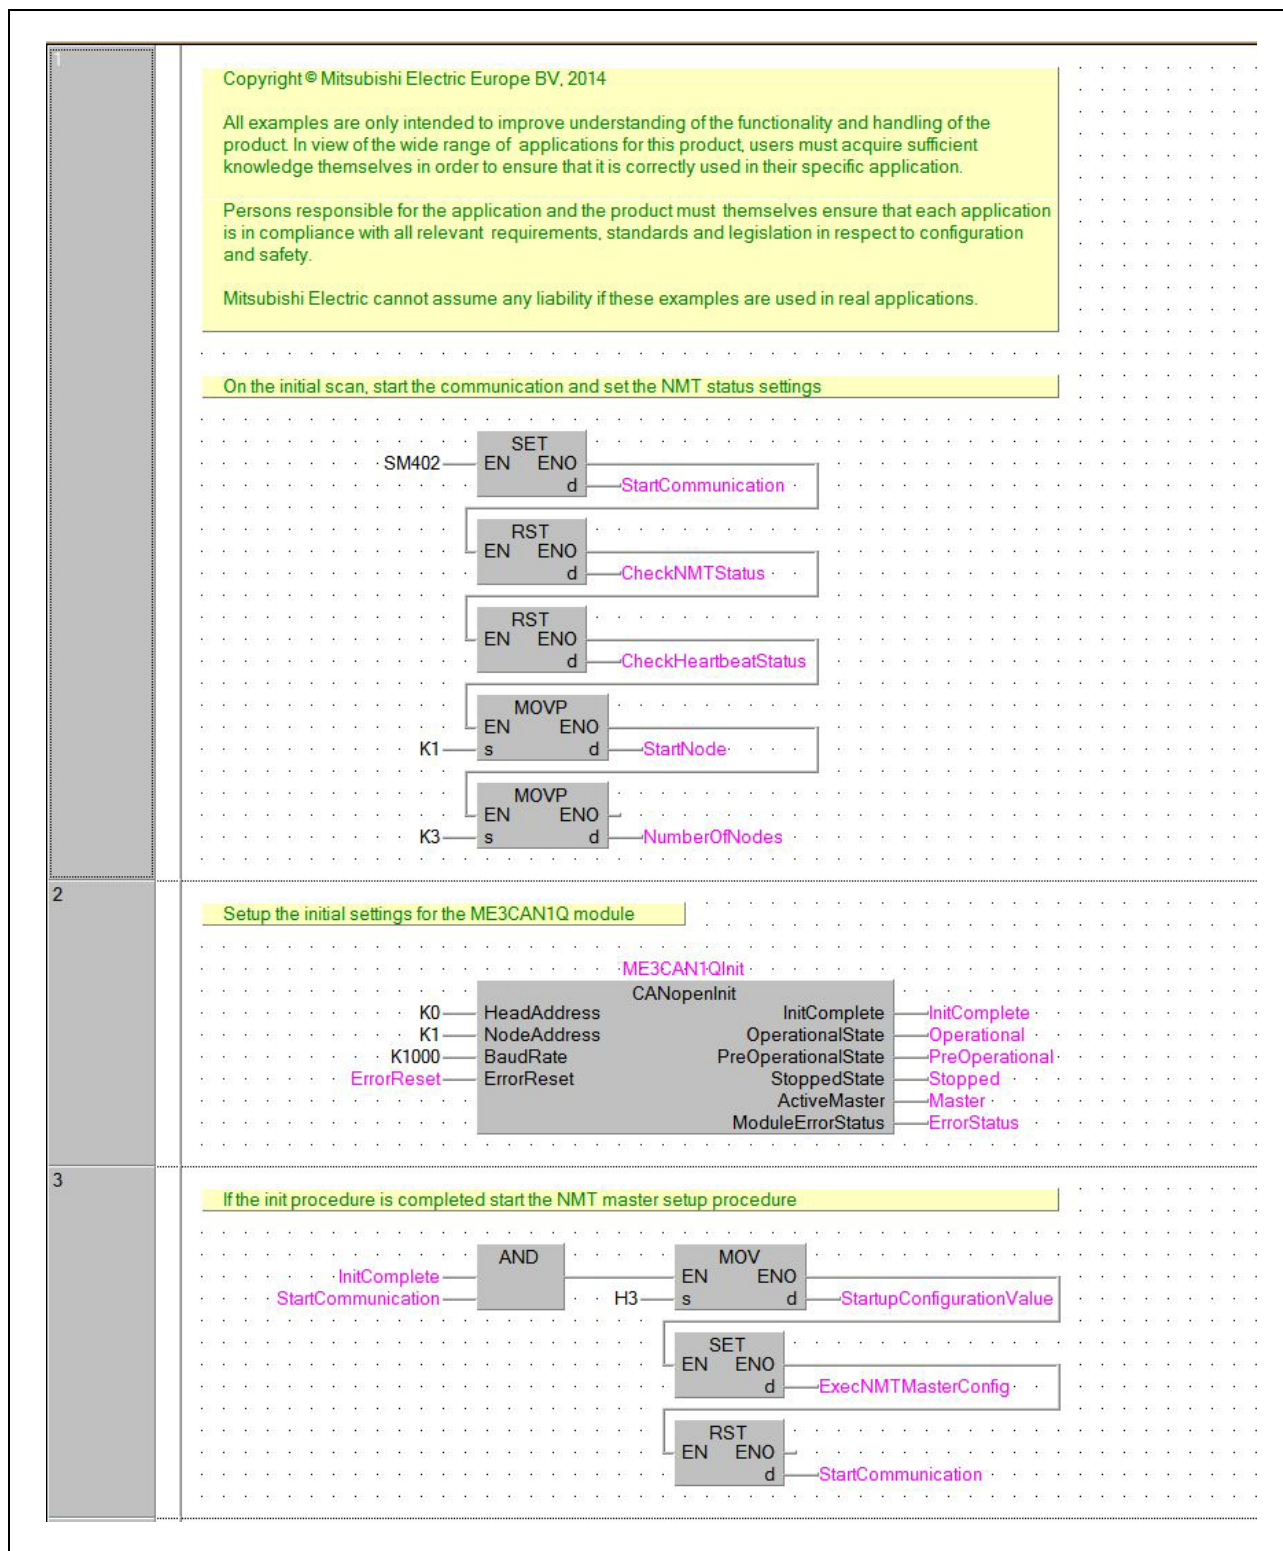 1
Copyright © Mitsubishi Electric Europe BV, 2014
All examples are only intended to improve understanding of the functionality and handling of the
product. In view of the wide range of applications for this product, users must acquire sufficient
knowledge themselves in order to ensure that it is correctly used in their specific application.
Persons responsible for the application and the product must themselves ensure that each application
is in compliance with all relevant requirements, standards and legislation in respect to configuration
and safety.
Mitsubishi Electric cannot assume any liability if these examples are used in real applications.
On the initial scan, start the communication and set the NMT status settings
SET
SM402 EN ENO
d StartCommunication
RST
EN ENO
d CheckNMTStatus
RST
EN ENO
d CheckHeartbeatStatus
MOVP
EN ENO
K1 s d StartNode
MOVP
EN ENO
K3 s d NumberOfNodes
2
Setup the initial settings for the ME3CAN1Q module
ME3CAN1QInit
CANopenInit
K0 HeadAddress InitComplete InitComplete
K1 NodeAddress OperationalState Operational
K1000 BaudRate PreOperationalState PreOperational
ErrorReset ErrorReset StoppedState Stopped
ActiveMaster Master
ModuleErrorStatus ErrorStatus
3
If the init procedure is completed start the NMT master setup procedure
AND MOV
InitComplete EN ENO
StartCommunication H3 s d StartupConfigurationValue
SET
EN ENO
d ExecNMTMasterConfig
RST
EN ENO
d StartCommunication